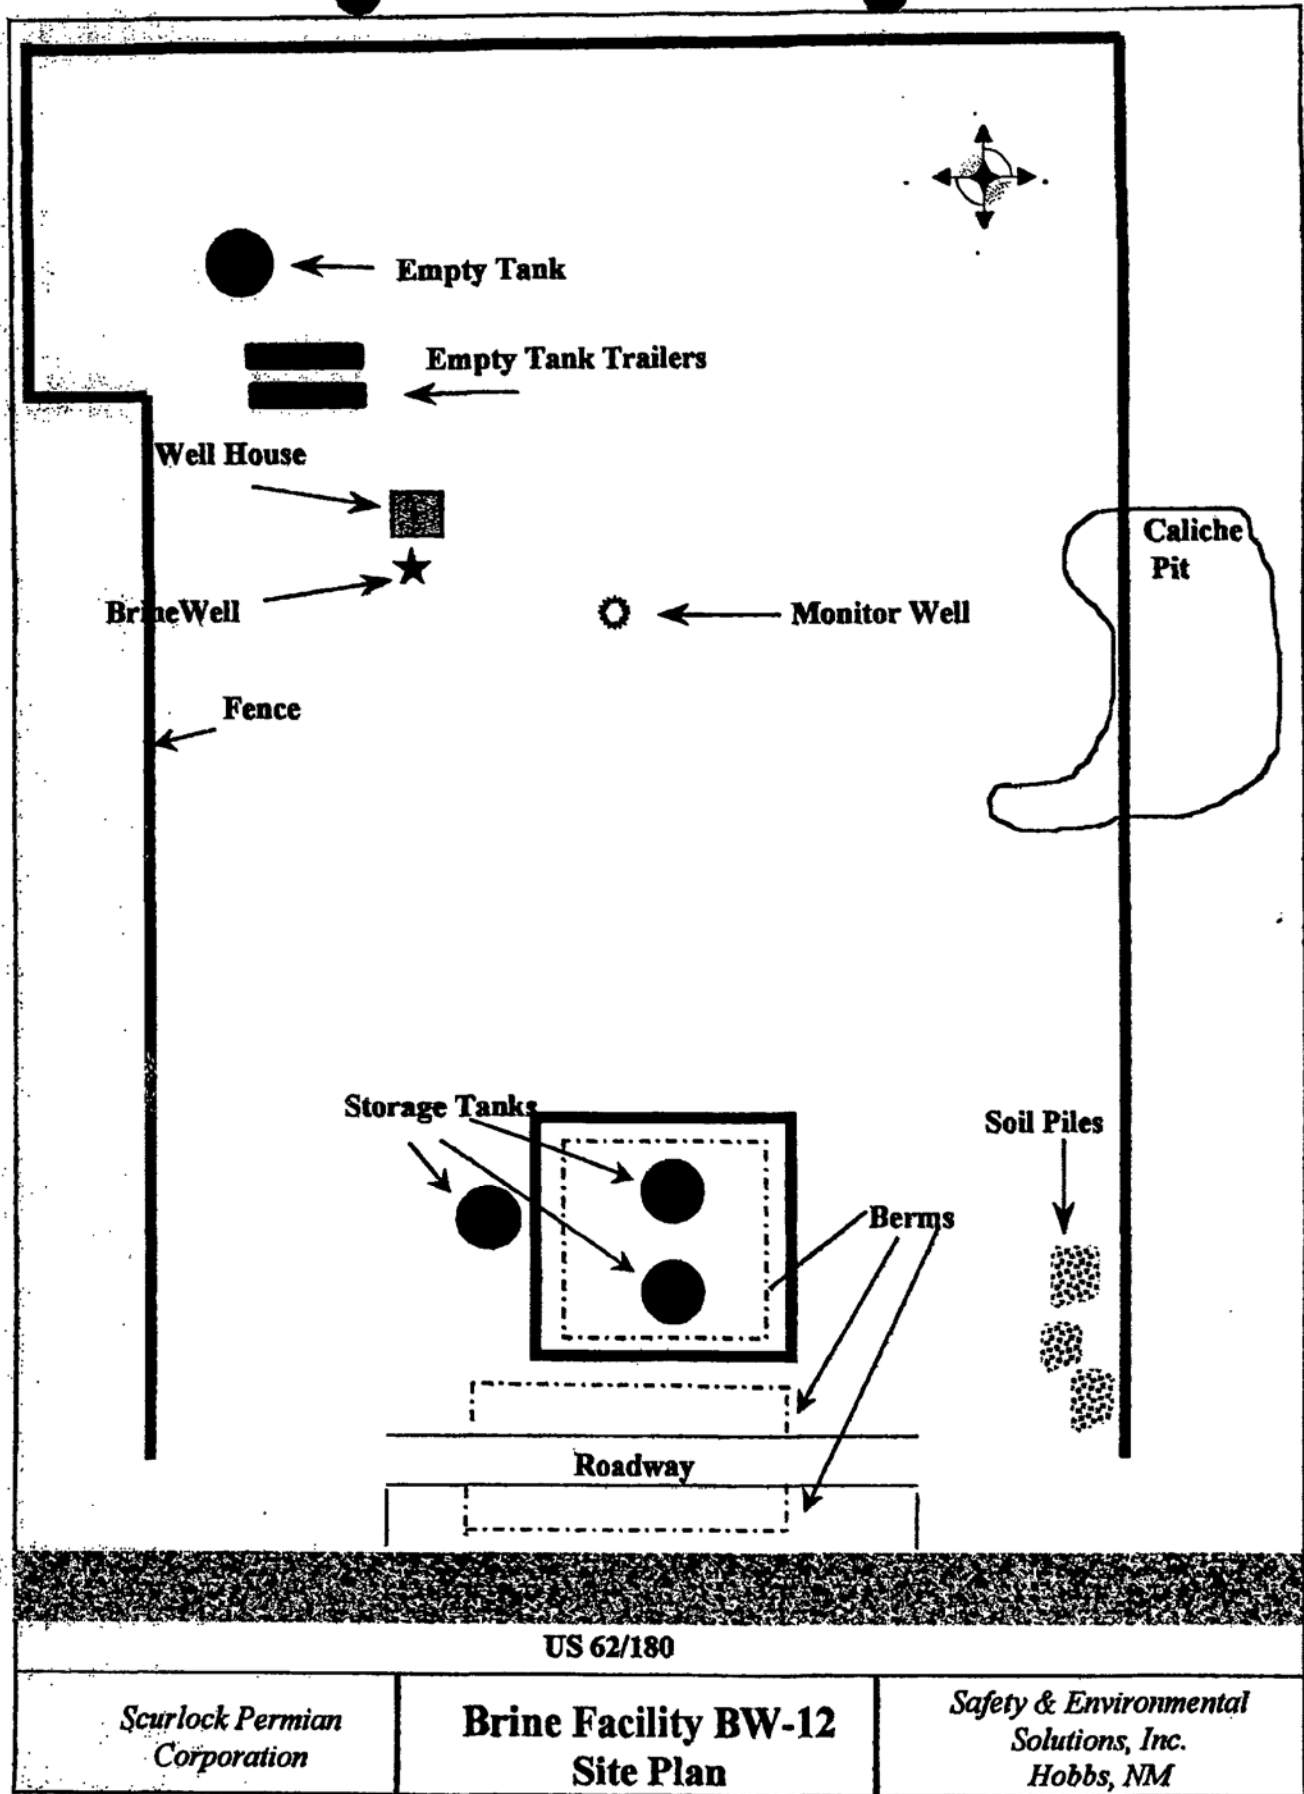 Empty Tank
Empty Tank Trailers
Well House
Caliche
Pit
BrineWell
Monitor Well
Fence
Storage Tanks
Soil Piles
Berms
Roadway
US 62/180
Scurlock Permian
Corporation
Brine Facility BW-12
Site Plan
Safety & Environmental
Solutions, Inc.
Hobbs, NM